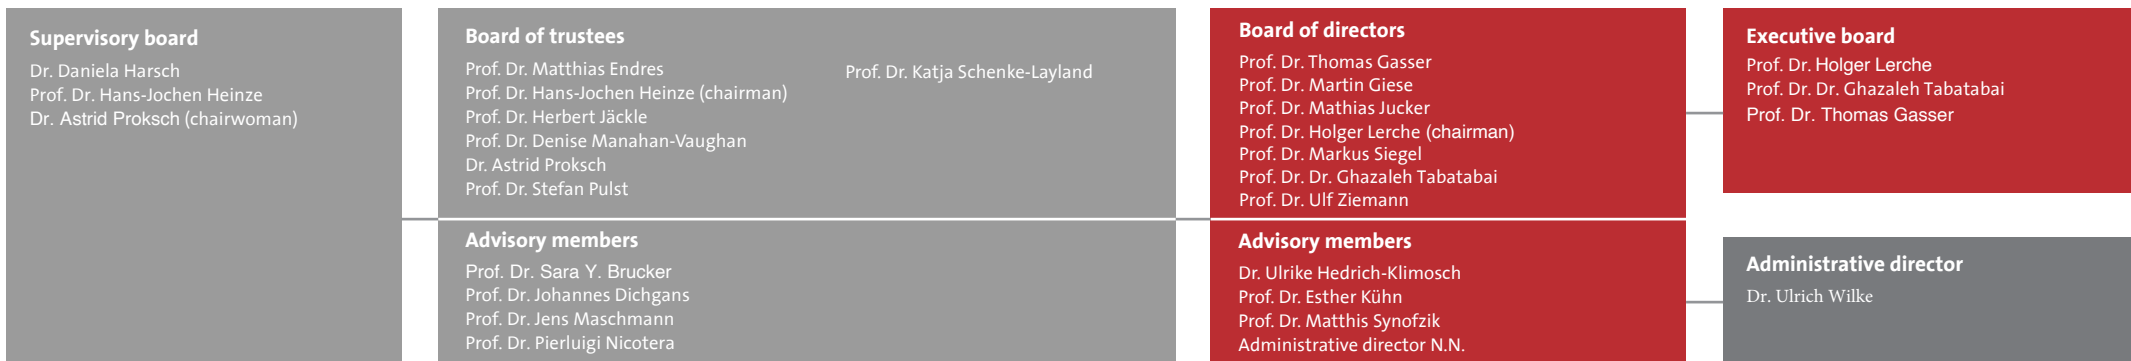 Supervisory board
Dr. Daniela Harsch
Prof. Dr. Hans-Jochen Heinze
Dr. Astrid Proksch (chairwoman)
Board of trustees
Prof. Dr. Matthias Endres
Prof. Dr. Hans-Jochen Heinze (chairman)
Prof. Dr. Herbert Jäckle
Prof. Dr. Denise Manahan-Vaughan
Dr. Astrid Proksch
Prof. Dr. Stefan Pulst
Prof. Dr. Katja Schenke-Layland
Advisory members
Prof. Dr. Sara Y. Brucker
Prof. Dr. Johannes Dichgans
Prof. Dr. Jens Maschmann
Prof. Dr. Pierluigi Nicotera
Board of directors
Prof. Dr. Thomas Gasser
Prof. Dr. Martin Giese
Prof. Dr. Mathias Jucker
Prof. Dr. Holger Lerche (chairman)
Prof. Dr. Markus Siegel
Prof. Dr. Dr. Ghazaleh Tabatabai
Prof. Dr. Ulf Ziemann
Advisory members
Dr. Ulrike Hedrich-Klimosch
Prof. Dr. Esther Kühn
Prof. Dr. Matthis Synofzik
Administrative director N.N.
Executive board
Prof. Dr. Holger Lerche
Prof. Dr. Dr. Ghazaleh Tabatabai
Prof. Dr. Thomas Gasser
Administrative director
Dr. Ulrich Wilke